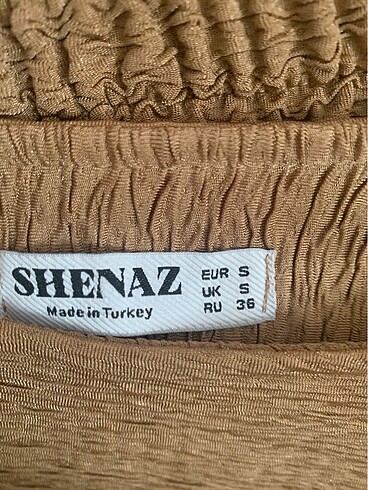 SHENAZ
Made in Turkey
EUR S
UK S
RU 36